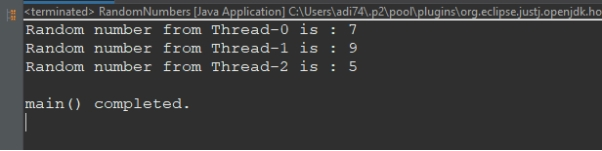 <terminated> RandomNumbers [Java Application] C:\Users\adi74\.p2\pool\plugins\org.eclipse.justj.openjdk.ho
Random number from Thread-0 is : 7
Random number from Thread-1 is : 9
Random number from Thread-2 is : 5
main() completed.